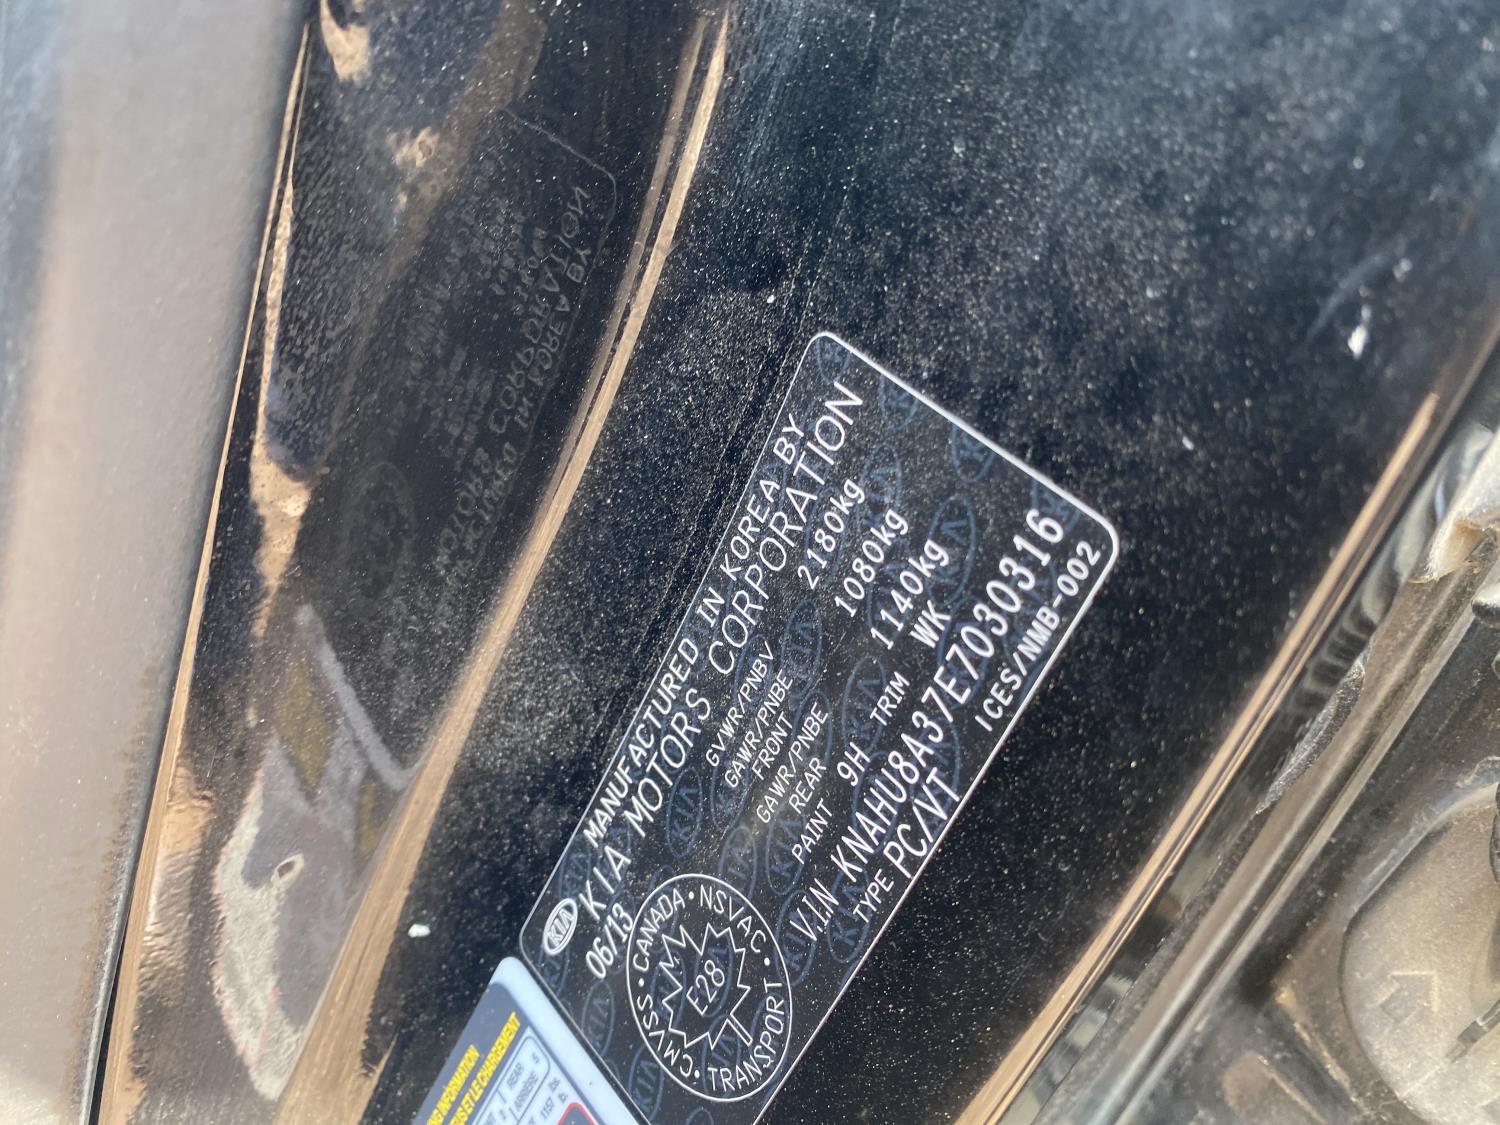 KIA MANUFACTURED IN KOREA BY
KIA MOTORS CORPORATION
06/13
GVWR/PNBV 2180kg
GAWR/PNBE
FRONT 1080kg
GAWR/PNBE
REAR 1140kg
PAINT 9H TRIM WK
V.I.N KNAHU8A37E7030316
TYPE PC/VT ICES/NMB-002
CANADA · NSVAC · TRANSPORT · CMVSS ·
E28